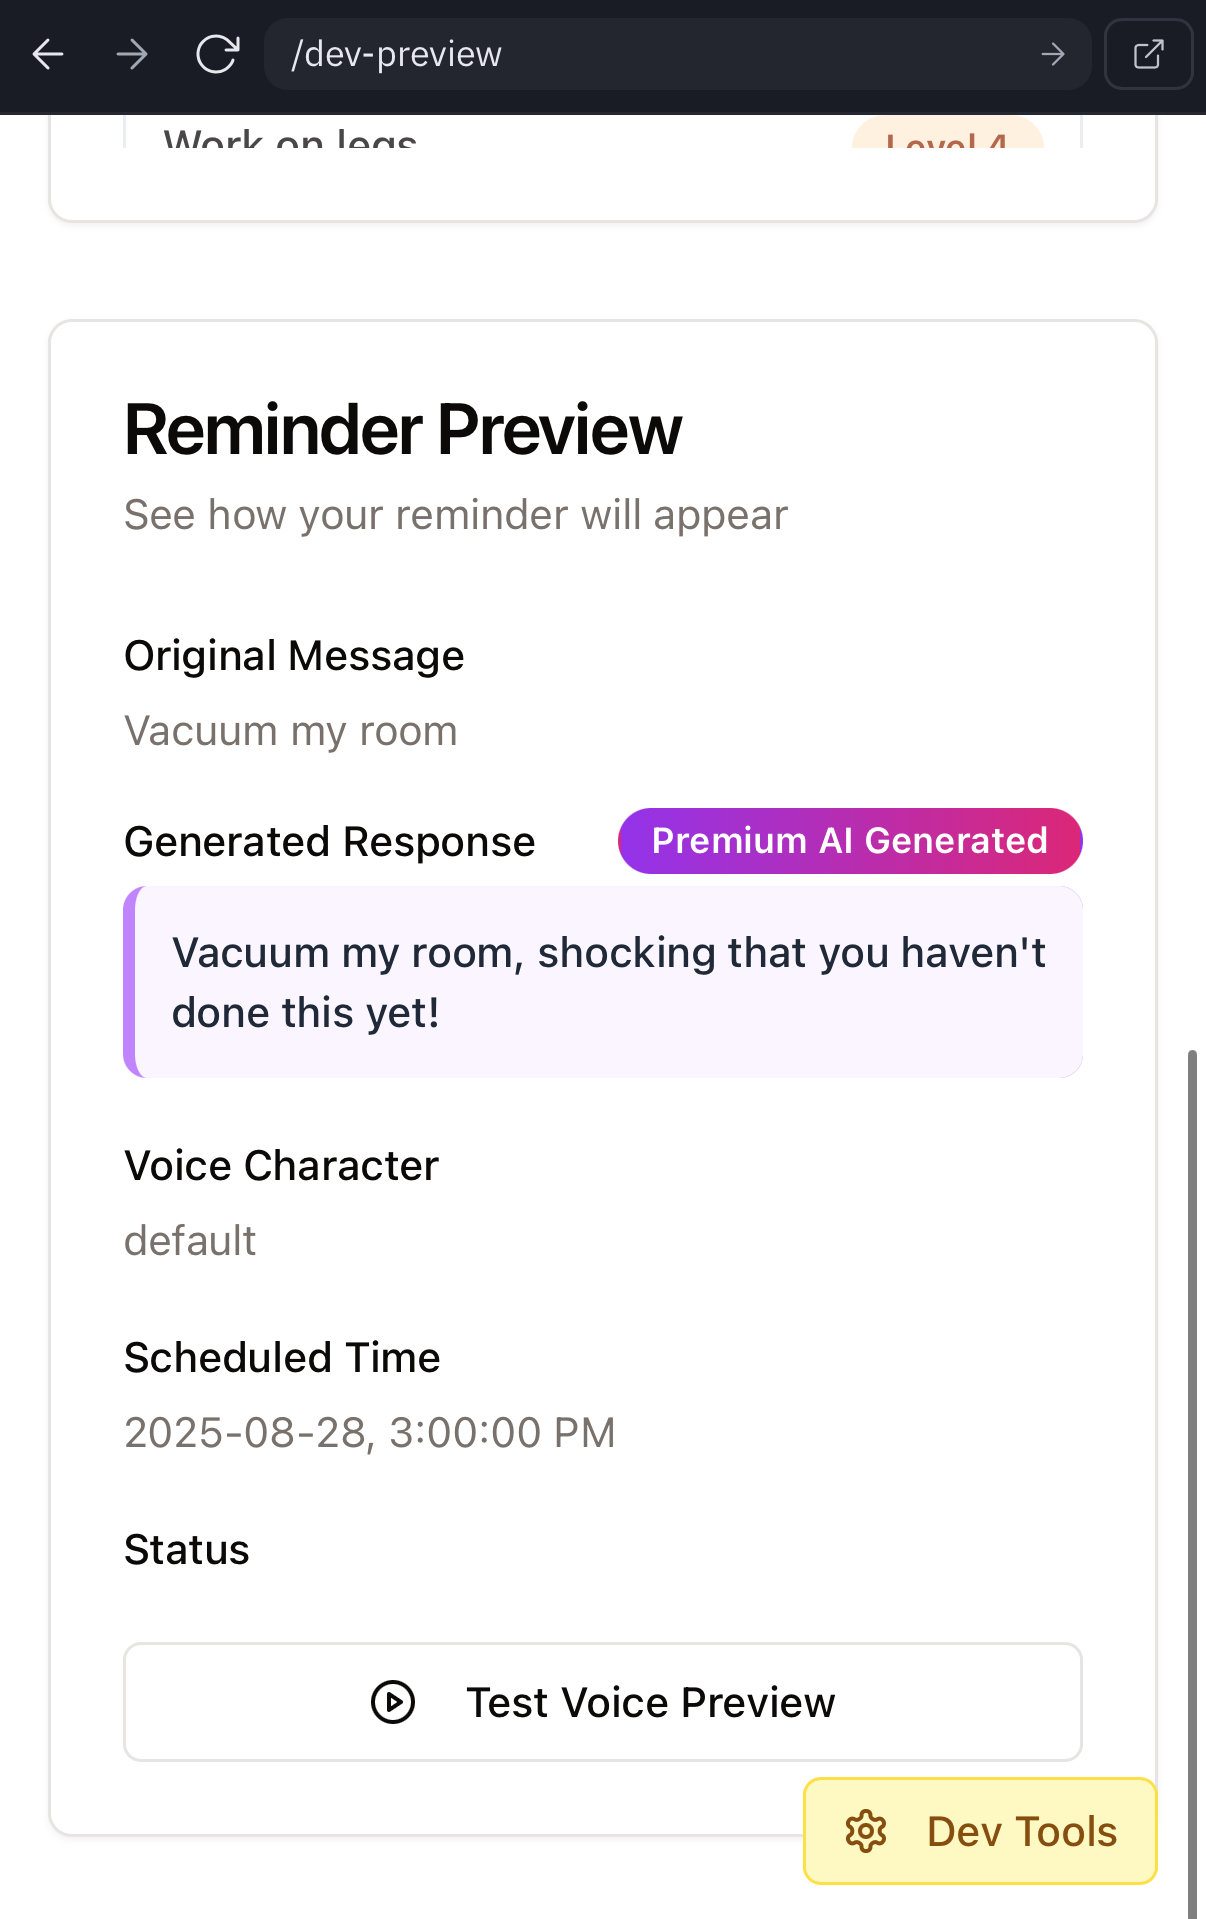 /dev-preview
Work on legs
Level 4
Reminder Preview
See how your reminder will appear
Original Message
Vacuum my room
Generated Response
Premium AI Generated
Vacuum my room, shocking that you haven't
done this yet!
Voice Character
default
Scheduled Time
2025-08-28, 3:00:00 PM
Status
Test Voice Preview
Dev Tools